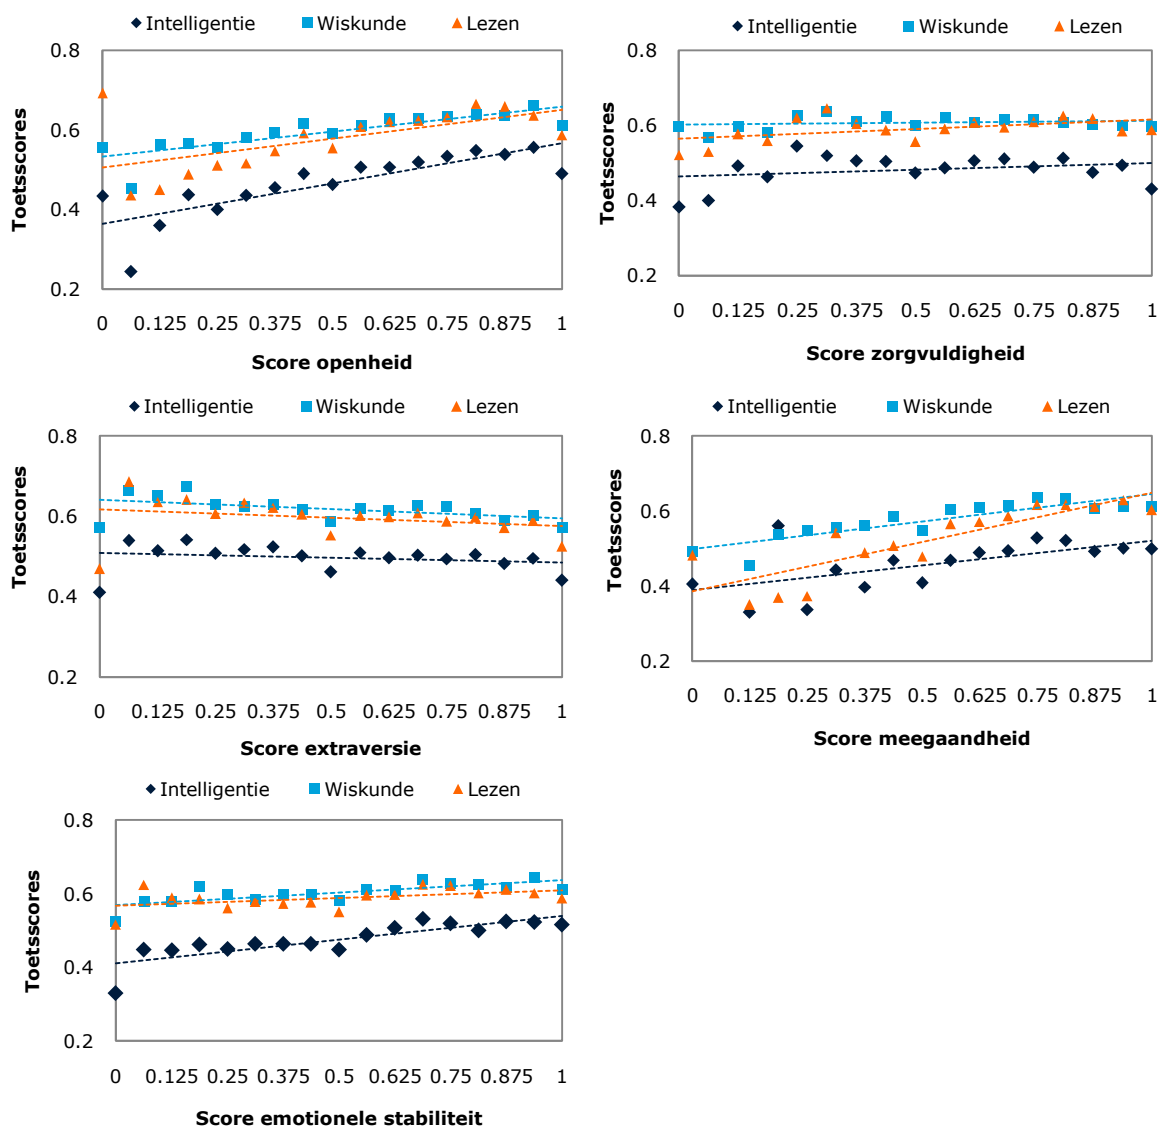 Intelligentie Wiskunde Lezen
0.8
0.6
0.4
0.2
Toetsscores
0 0.125 0.25 0.375 0.5 0.625 0.75 0.875 1
Score openheid
Intelligentie Wiskunde Lezen
0.8
0.6
0.4
0.2
Toetsscores
0 0.125 0.25 0.375 0.5 0.625 0.75 0.875 1
Score zorgvuldigheid
Intelligentie Wiskunde Lezen
0.8
0.6
0.4
0.2
Toetsscores
0 0.125 0.25 0.375 0.5 0.625 0.75 0.875 1
Score extraversie
Intelligentie Wiskunde Lezen
0.8
0.6
0.4
0.2
Toetsscores
0 0.125 0.25 0.375 0.5 0.625 0.75 0.875 1
Score meegaandheid
Intelligentie Wiskunde Lezen
0.8
0.6
0.4
0.2
Toetsscores
0 0.125 0.25 0.375 0.5 0.625 0.75 0.875 1
Score emotionele stabiliteit